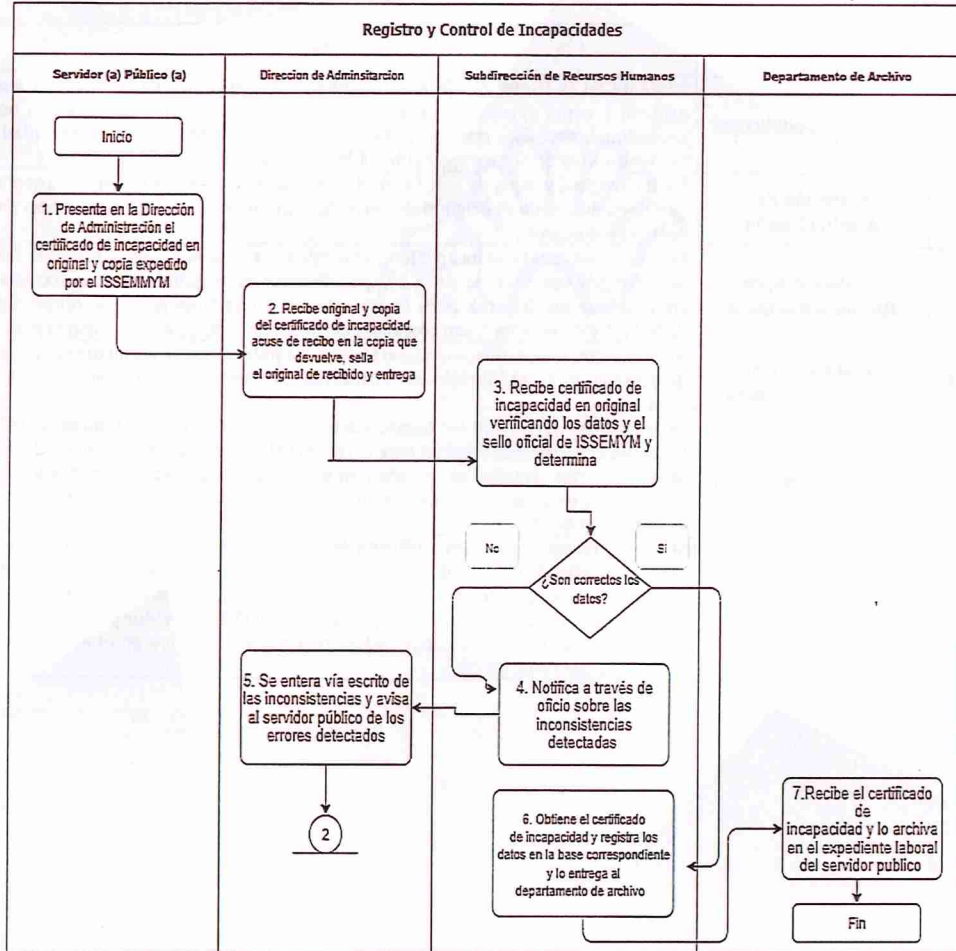 Registro y Control de Incapacidades
Servidor (a) Público (a)
Direccion de Adminsitarcion
Subdirección de Recursos Humanos
Departamento de Archivo
Inicio
1. Presenta en la Dirección
de Administración el
certificado de incapacidad en
original y copia expedido
por el ISSEMMYM
2. Recibe original y copia
del certificado de incapacidad,
acuse de recibo en la copia que
devuelve, sella
el original de recibido y entrega
3. Recibe certificado de
incapacidad en original
verificando los datos y el
sello oficial de ISSEMYM y
determina
No
Si
¿Son correctos los
datos?
4. Notifica a través de
oficio sobre las
inconsistencias
detectadas
5. Se entera vía escrito de
las inconsistencias y avisa
al servidor público de los
errores detectados
2
6. Obtiene el certificado
de incapacidad y registra los
datos en la base correspondiente
y lo entrega al
departamento de archivo
7.Recibe el certificado
de
incapacidad y lo archiva
en el expediente laboral
del servidor publico
Fin